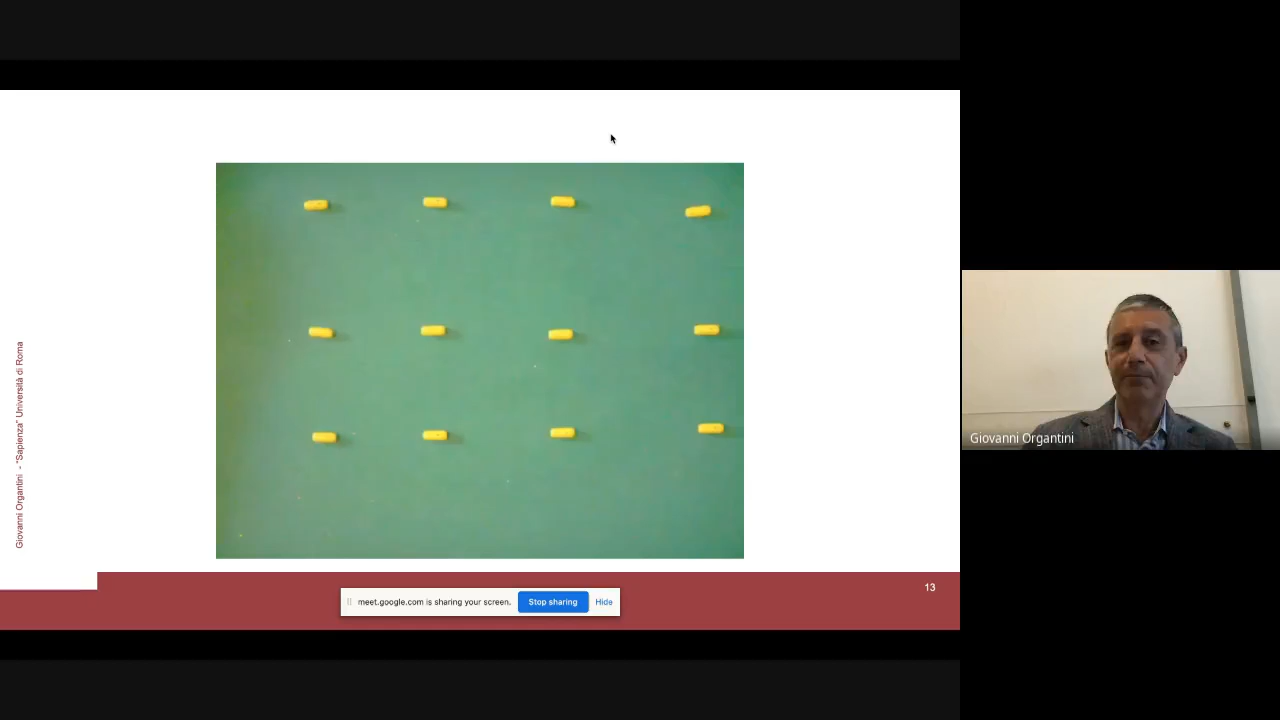 Giovanni Organtini - "Sapienza" Università di Roma
13
meet.google.com is sharing your screen. Stop sharing Hide
Giovanni Organtini